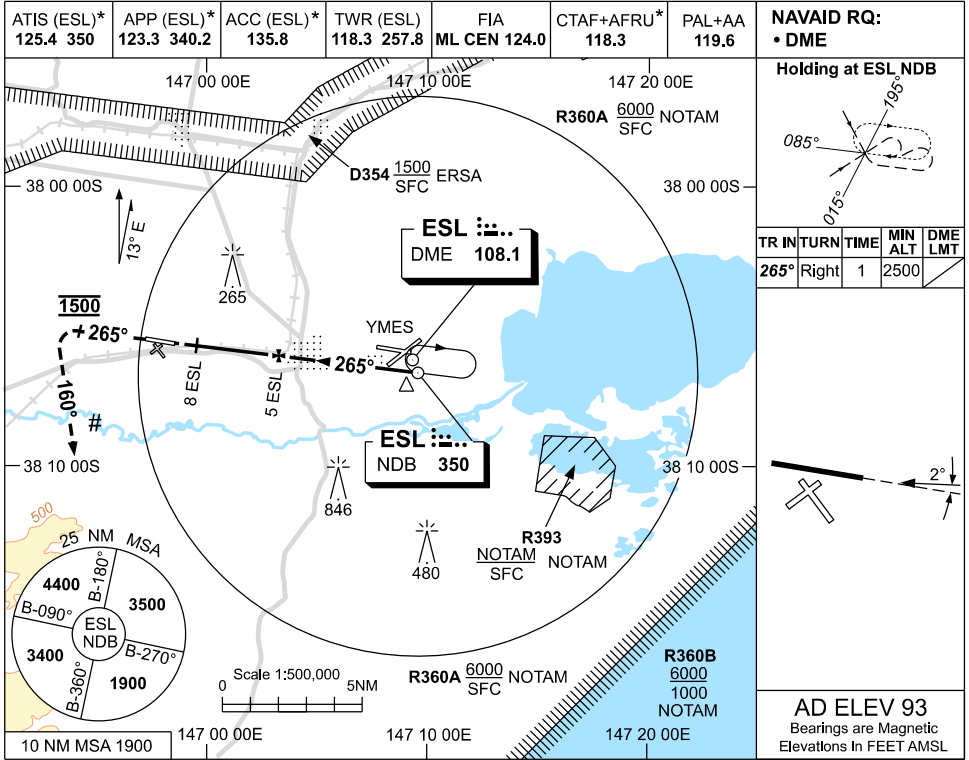 ATIS (ESL)* APP (ESL)* ACC (ESL)* TWR (ESL) FIA CTAF+AFRU* PAL+AA
125.4 350 123.3 340.2 135.8 118.3 257.8 ML CEN 124.0 118.3 119.6
NAVAID RQ:
• DME
147 00 00E 147 10 00E 147 20 00E
R360A 6000 NOTAM
SFC
D354 1500 ERSA
SFC
38 00 00S 38 00 00S
13° E
ESL
DME 108.1
265
1500
+265°
YMES
265°
8 ESL
5 ESL
160°
#
ESL
NDB 350
38 10 00S 38 10 00S
846
480
R393
NOTAM NOTAM
SFC
500
25 NM MSA
4400
B-180°
3500
B-090°
ESL
NDB
3400
B-270°
B-360°
1900
10 NM MSA 1900
Scale 1:500,000
0 5NM
R360A 6000 NOTAM
SFC
R360B
6000
1000
NOTAM
147 00 00E 147 10 00E 147 20 00E
Holding at ESL NDB
195°
085°
015°
TR IN TURN TIME MIN ALT DME LMT
265° Right 1 2500
2°
AD ELEV 93
Bearings are Magnetic
Elevations In FEET AMSL